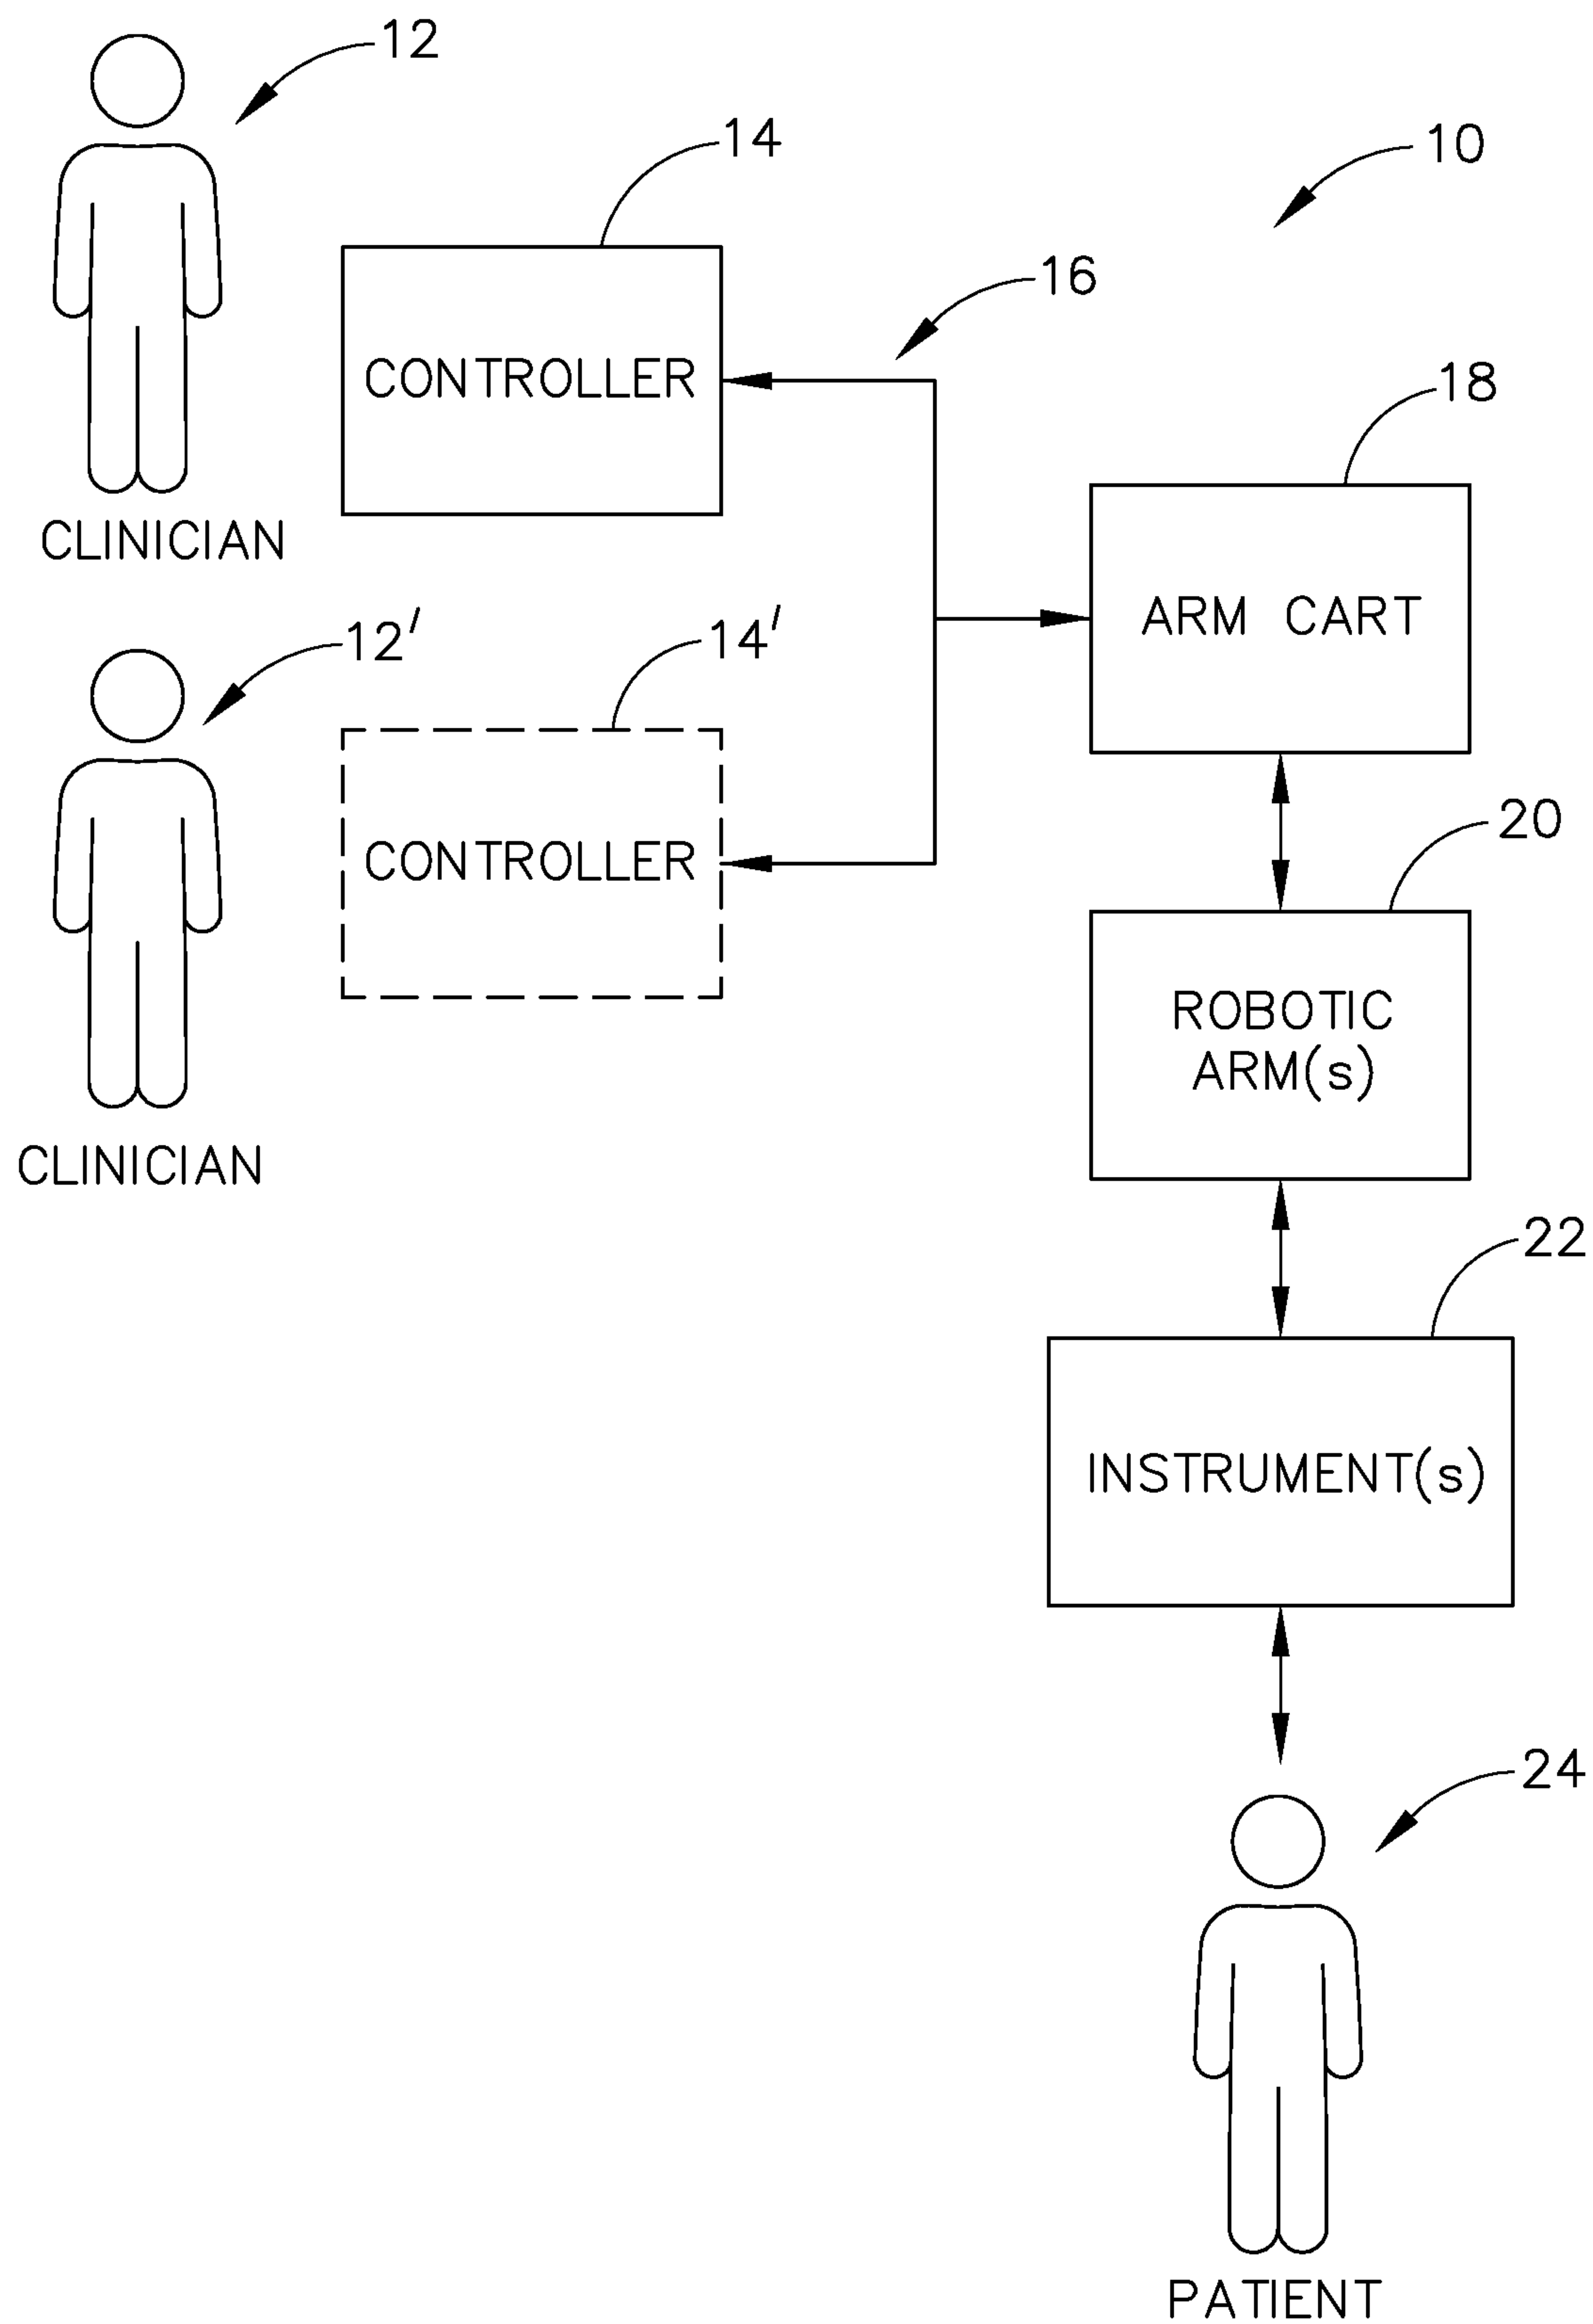 12
14
10
16
CONTROLLER
18
CLINICIAN
ARM CART
12'
14'
20
CONTROLLER
ROBOTIC
ARM(s)
CLINICIAN
22
INSTRUMENT(s)
24
PATIENT